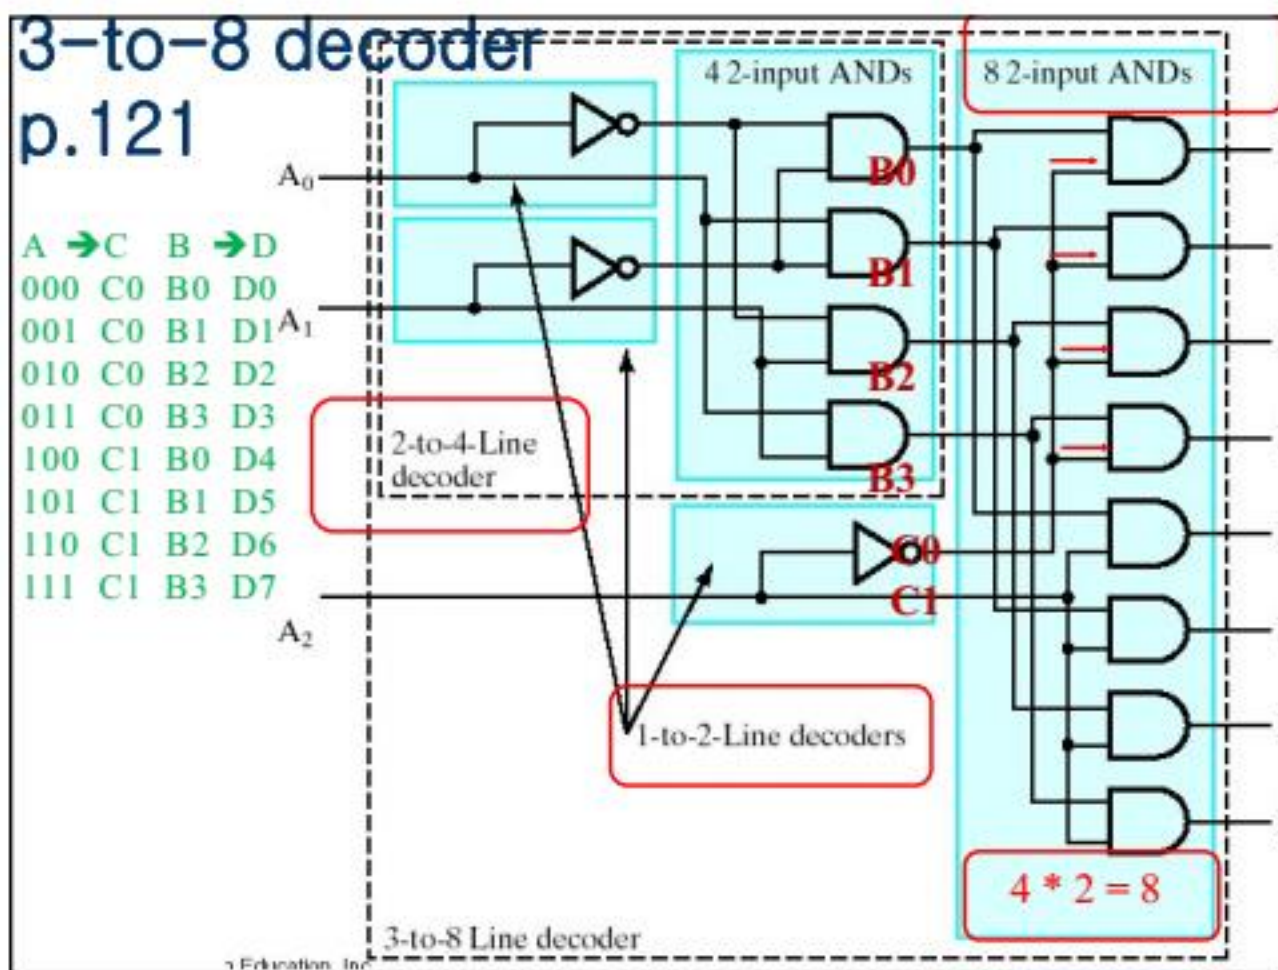 3-to-8 decoder
p.121
4 2-input ANDs
8 2-input ANDs
A0
A ➔C B ➔D
000 C0 B0 D0
001 C0 B1 D1
010 C0 B2 D2
011 C0 B3 D3
100 C1 B0 D4
101 C1 B1 D5
110 C1 B2 D6
111 C1 B3 D7
A1
A2
B0
B1
B2
B3
2-to-4-Line
decoder
C0
C1
1-to-2-Line decoders
4 * 2 = 8
3-to-8 Line decoder
Education, Inc